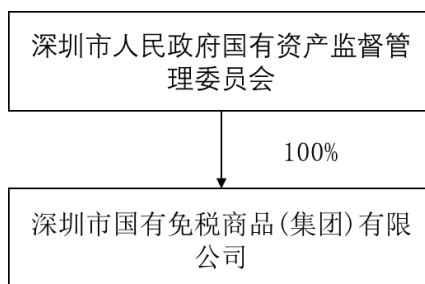 深圳市人民政府国有资产监督管
理委员会
100%
深圳市国有免税商品(集团)有限
公司